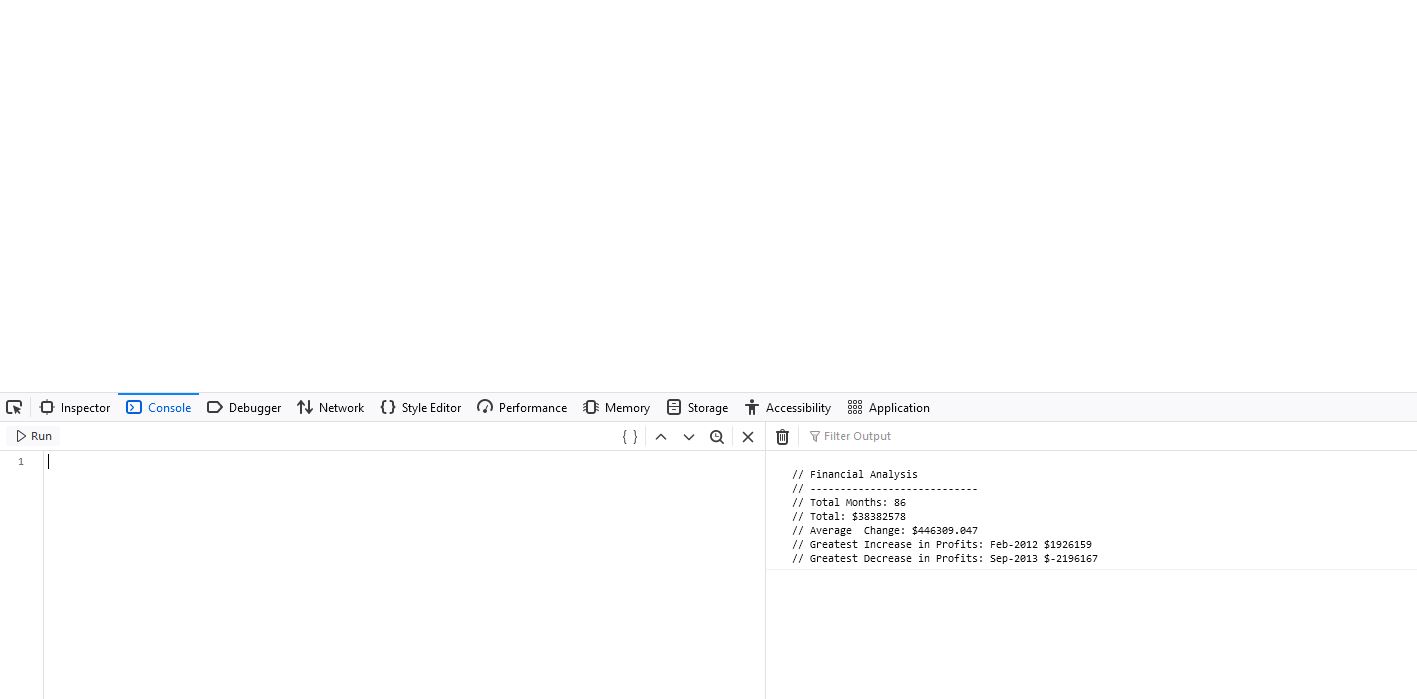 Inspector Console Debugger Network Style Editor Performance Memory Storage Accessibility Application
Run { } Filter Output
1
// Financial Analysis
// ----------------------------
// Total Months: 86
// Total: $38382578
// Average  Change: $446309.047
// Greatest Increase in Profits: Feb-2012 $1926159
// Greatest Decrease in Profits: Sep-2013 $-2196167